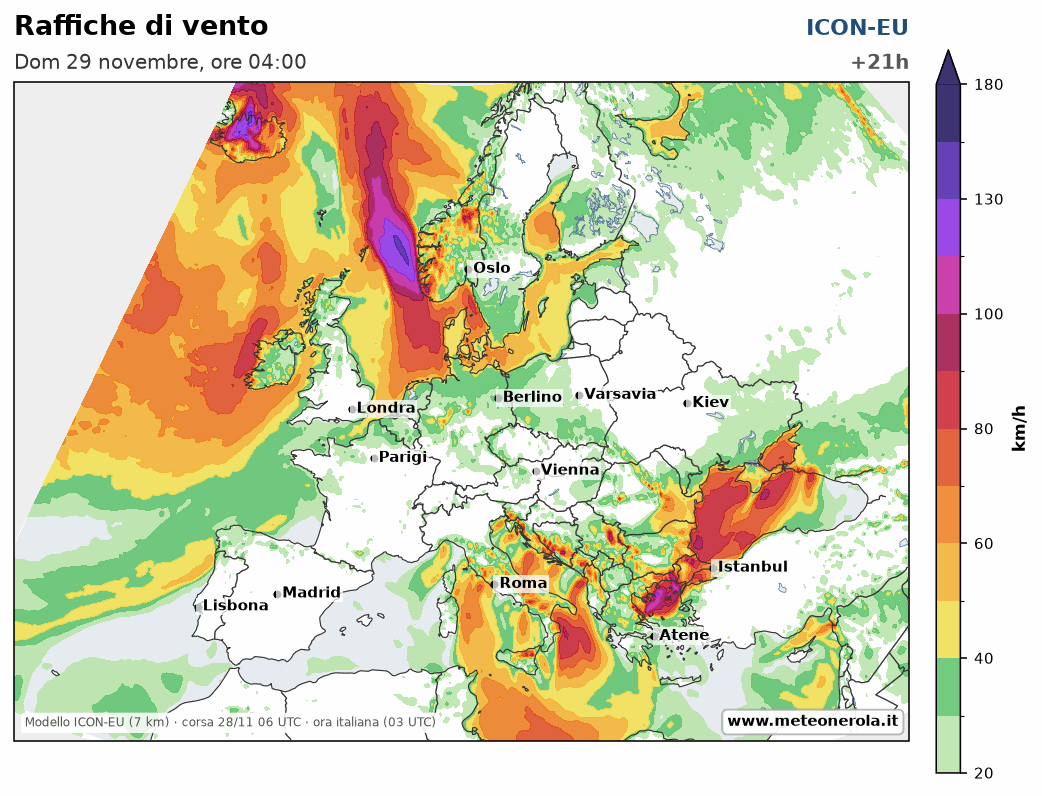 Raffiche di vento
ICON-EU
Dom 29 novembre, ore 04:00
+21h
180
130
100
80
60
40
20
km/h
Oslo
Londra
Berlino
Varsavia
Kiev
Parigi
Vienna
Istanbul
Roma
Madrid
Lisbona
Atene
Modello ICON-EU (7 km) · corsa 28/11 06 UTC · ora italiana (03 UTC)
www.meteonerola.it